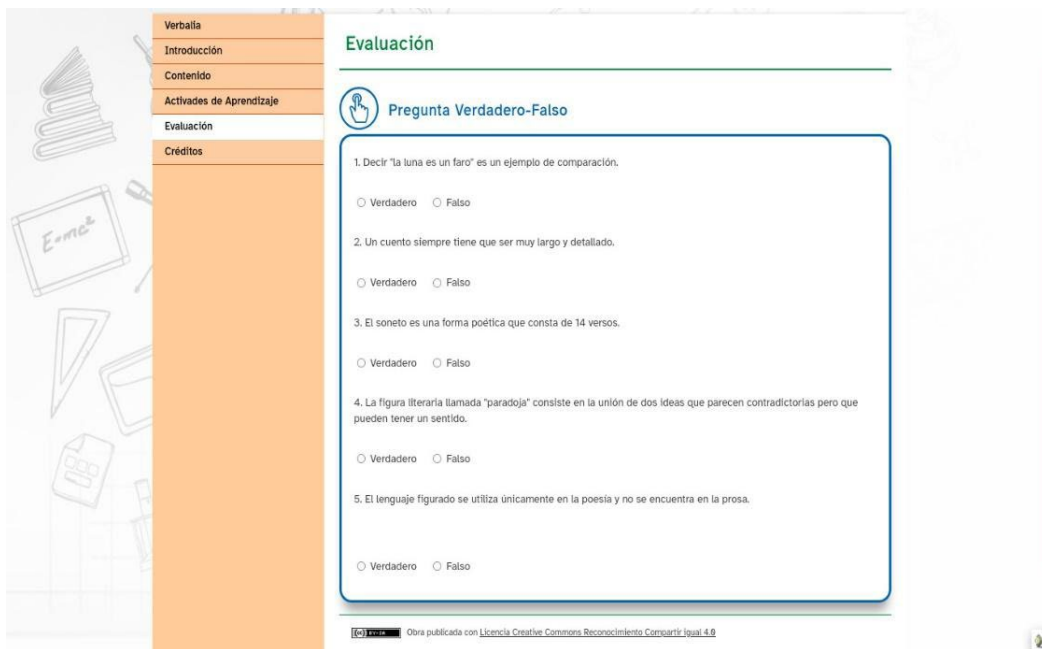 Verbalia
Introducción
Contenido
Activades de Aprendizaje
Evaluación
Créditos
Evaluación
Pregunta Verdadero-Falso
1. Decir "la luna es un faro" es un ejemplo de comparación.
Verdadero Falso
2. Un cuento siempre tiene que ser muy largo y detallado.
Verdadero Falso
3. El soneto es una forma poética que consta de 14 versos.
Verdadero Falso
4. La figura literaria llamada "paradoja" consiste en la unión de dos ideas que parecen contradictorias pero que
pueden tener un sentido.
Verdadero Falso
5. El lenguaje figurado se utiliza únicamente en la poesía y no se encuentra en la prosa.
Verdadero Falso
Obra publicada con Licencia Creative Commons Reconocimiento Compartir igual 4.0
E=mc²